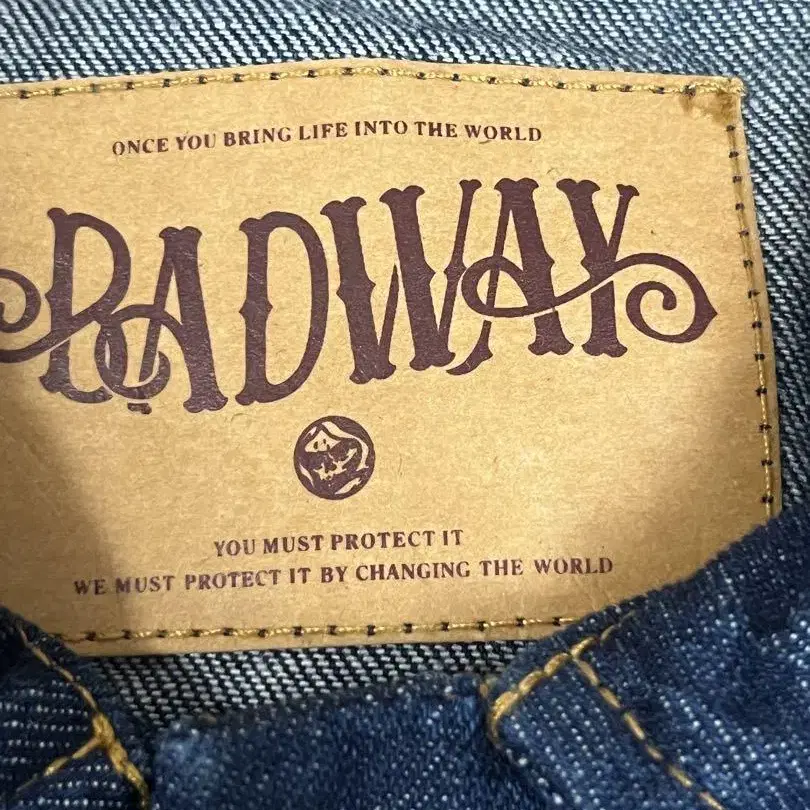 ONCE YOU BRING LIFE INTO THE WORLD
BADWAY
YOU MUST PROTECT IT
WE MUST PROTECT IT BY CHANGING THE WORLD